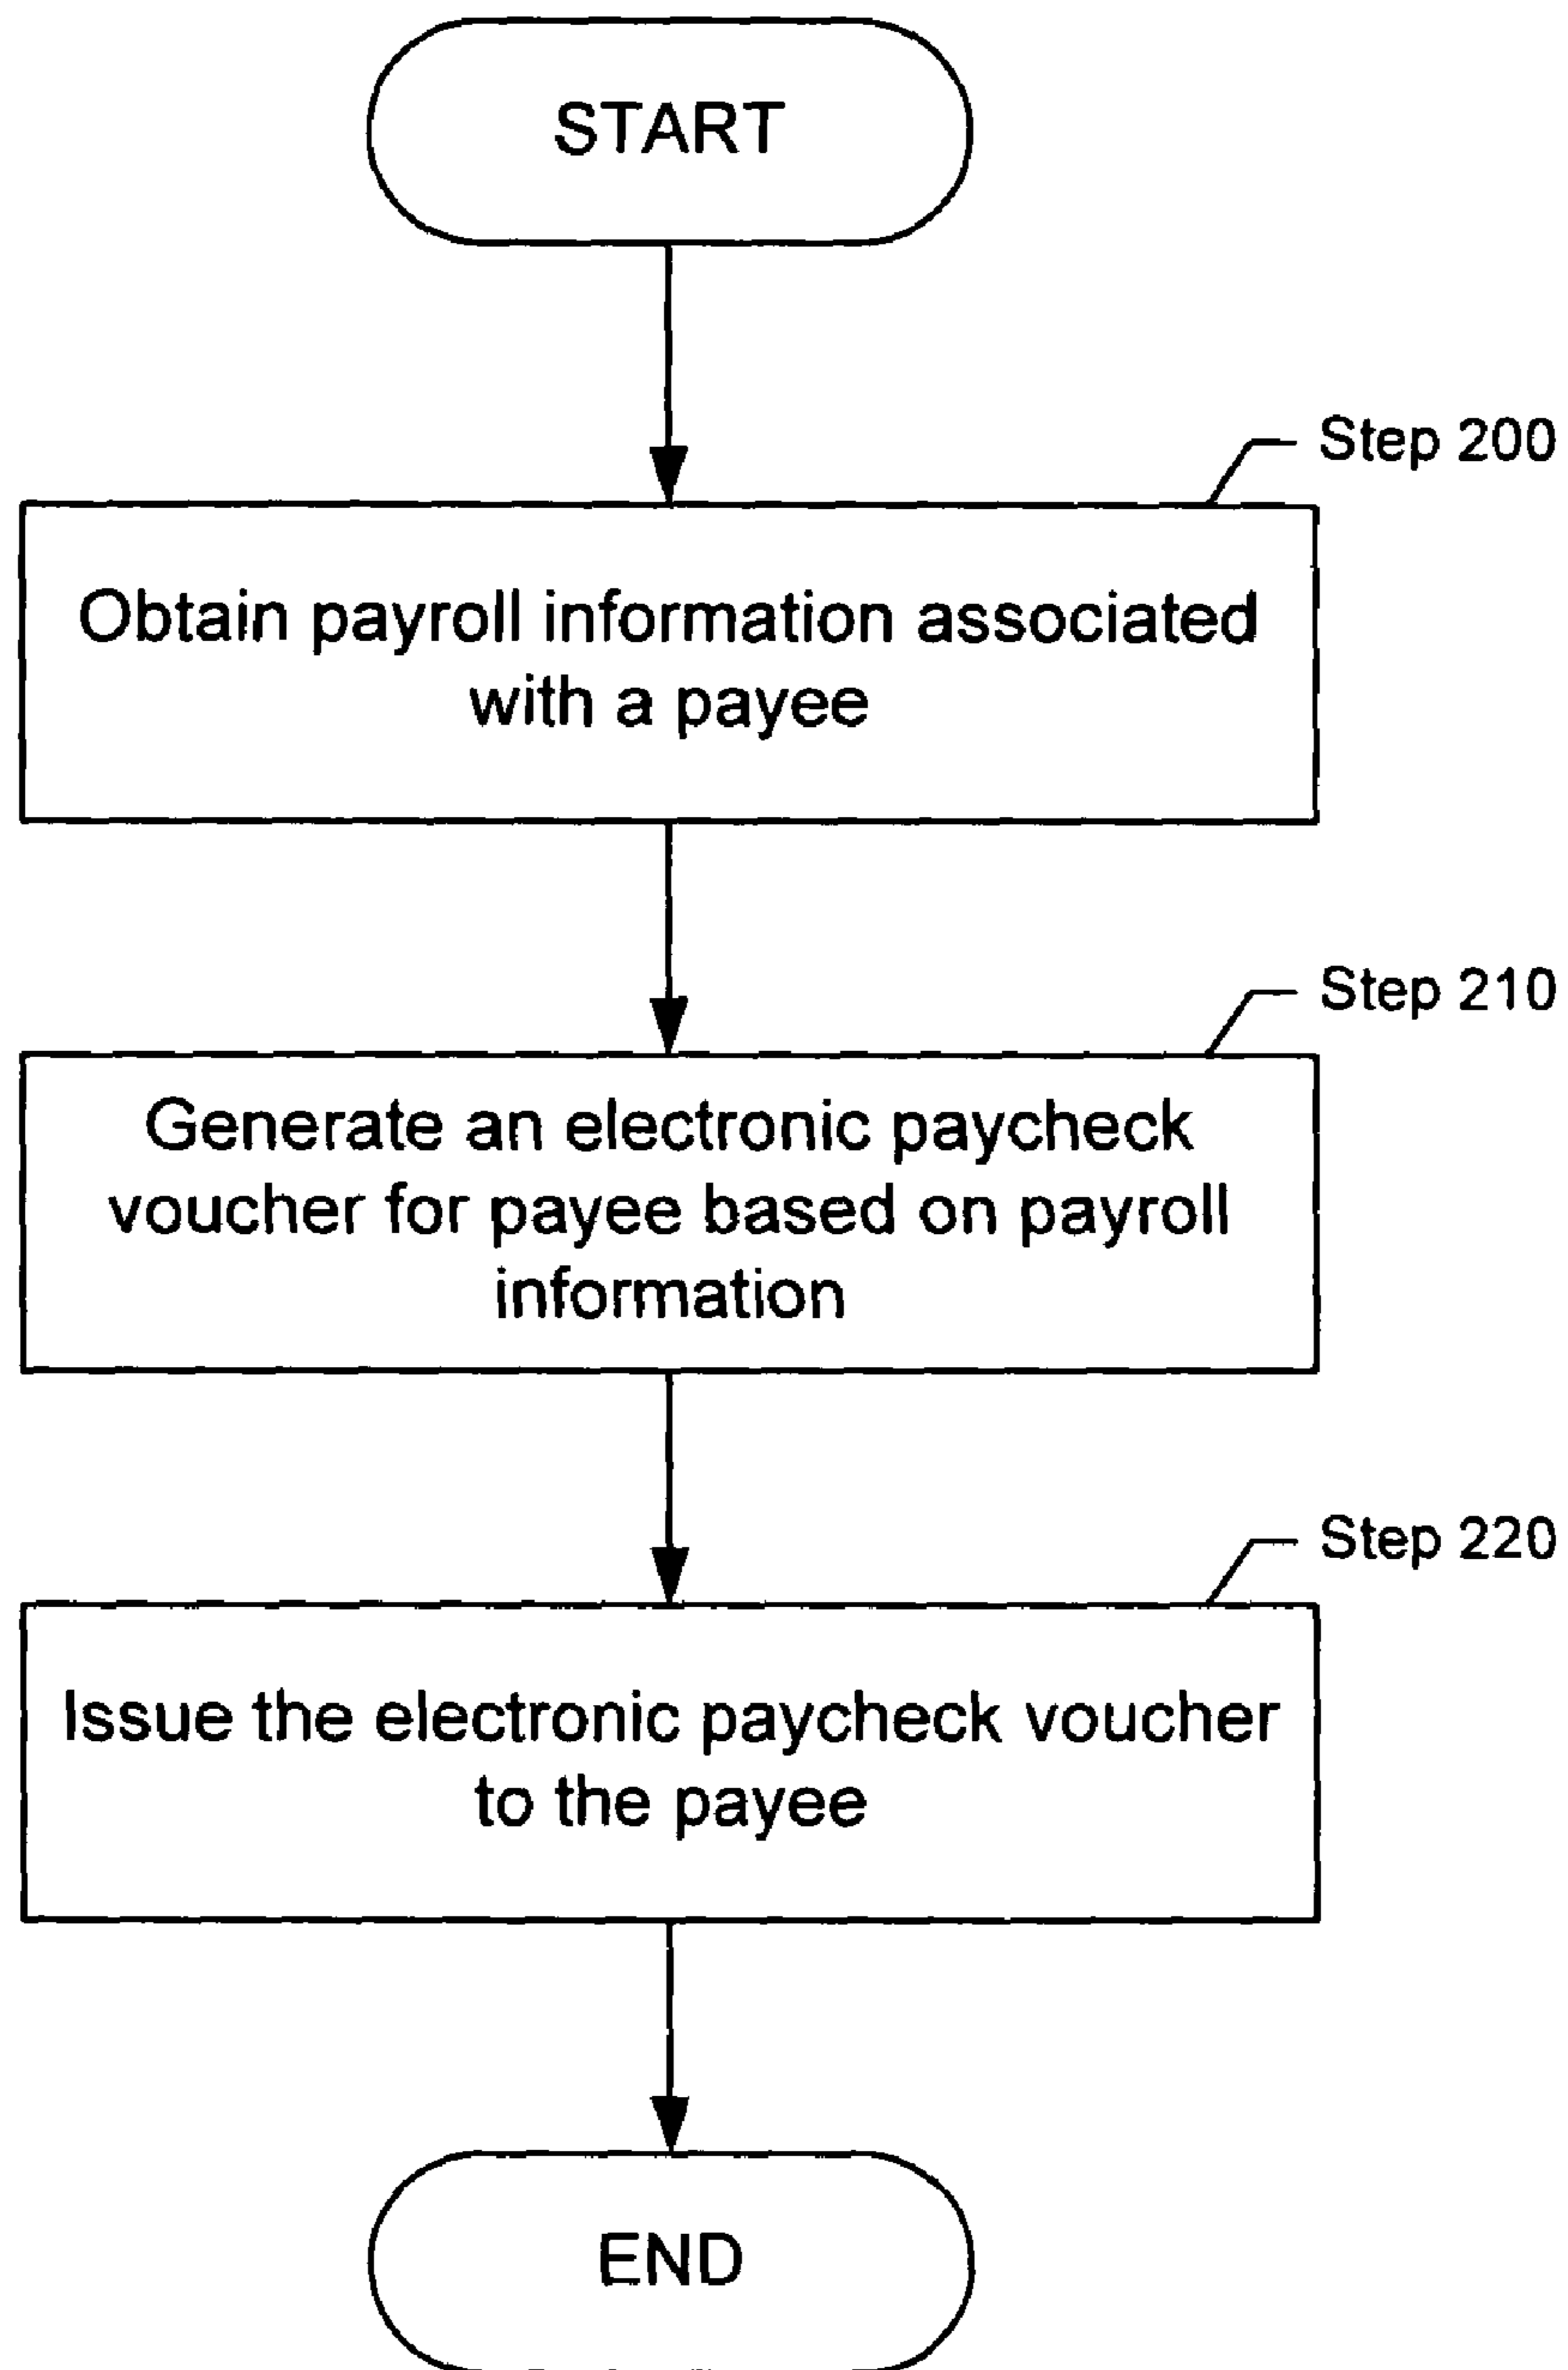 START
Step 200
Obtain payroll information associated
with a payee
Step 210
Generate an electronic paycheck
voucher for payee based on payroll
information
Step 220
Issue the electronic paycheck voucher
to the payee
END